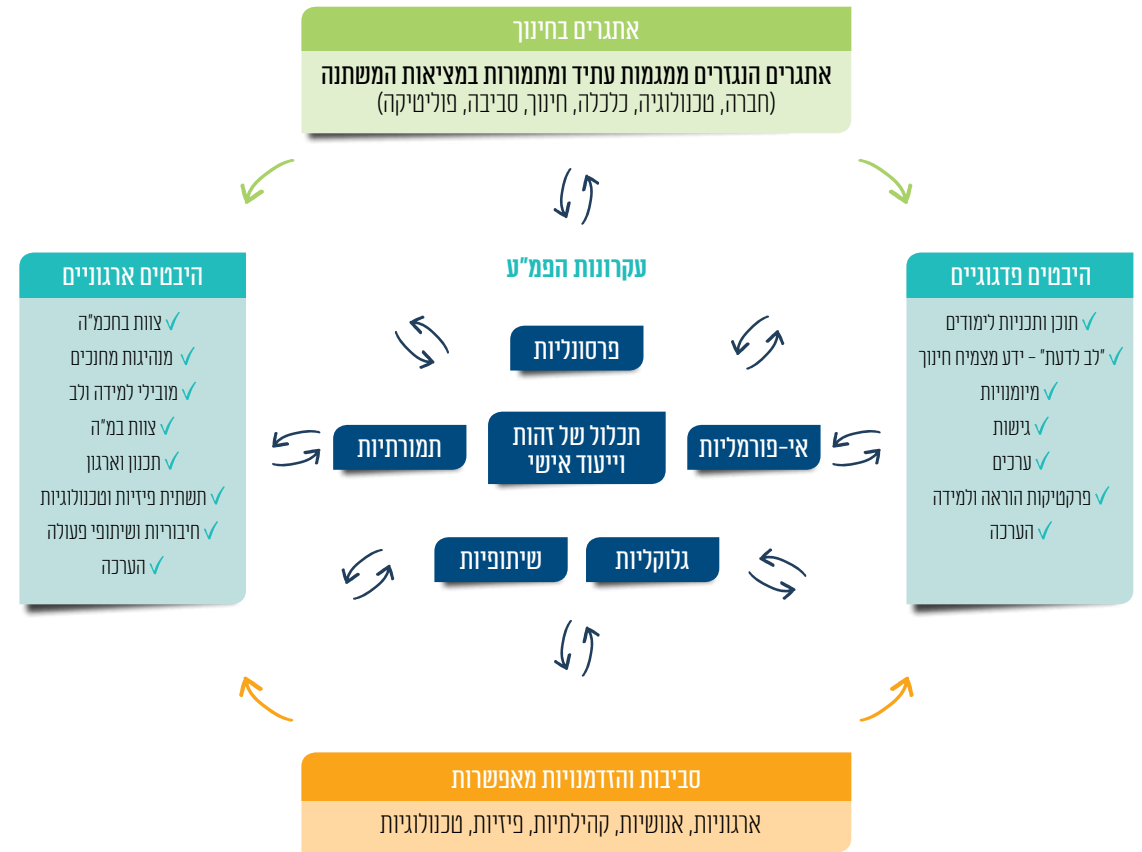 אתגרים בחינוך
אתגרים הנגזרים ממגמות עתיד ומתמורות במציאות המשתנה
(חברה, טכנולוגיה, כלכלה, חינוך, סביבה, פוליטיקה)
היבטים פדגוגיים
תוכן ותכניות לימודים
"לב לדעת" - ידע מצמיח חינוך
מיומנויות
גישות
ערכים
פרקטיקות הוראה ולמידה
הערכה
עקרונות הפמ"ע
פרסונליות
אי-פורמליות
תכלול של זהות
וייעוד אישי
תמורתיות
גלוקליות
שיתופיות
היבטים ארגוניים
צוות בחכמ"ה
מנהיגות מחנכים
מובילי למידה ולב
צוות במ"ה
תכנון וארגון
תשתית פיזיות וטכנולוגיות
חיבוריות ושיתופי פעולה
הערכה
סביבות והזדמנויות מאפשרות
ארגוניות, אנושיות, קהילתיות, פיזיות, טכנולוגיות